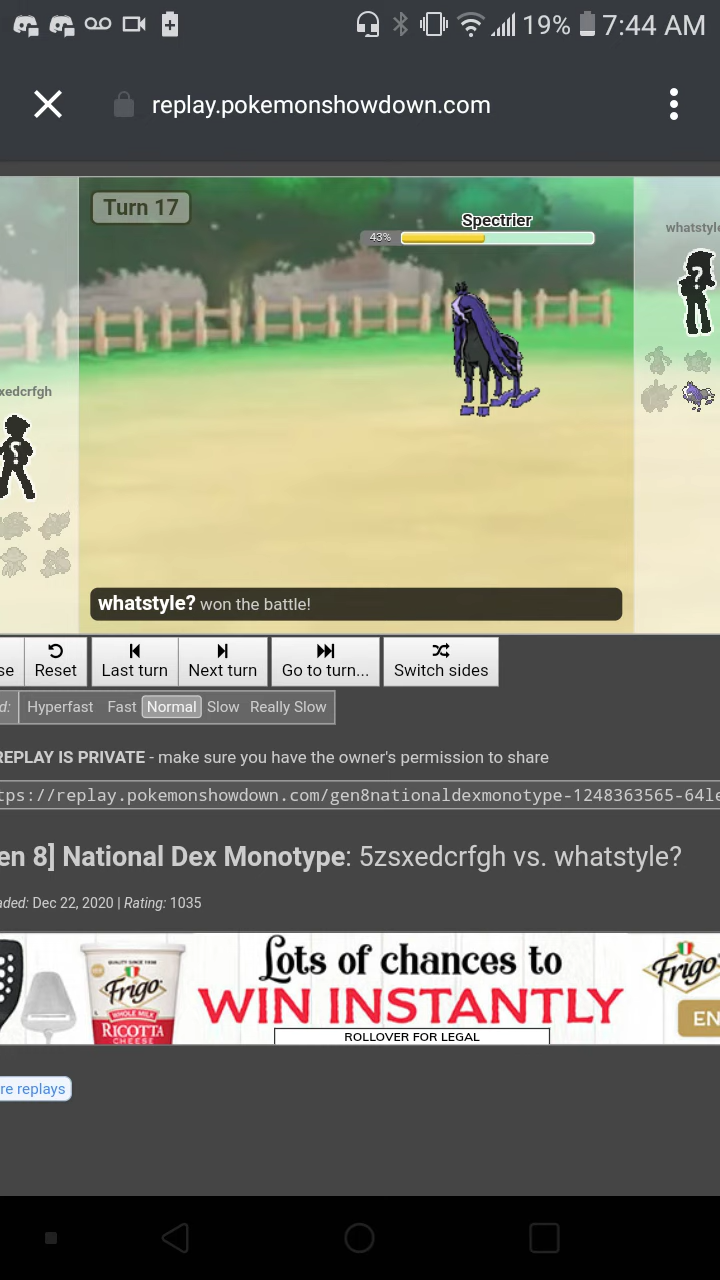 19% 7:44 AM
replay.pokemonshowdown.com
Turn 17
Spectrier
43%
whatstyle
xedcrfgh
?
?
whatstyle? won the battle!
se Reset Last turn Next turn Go to turn... Switch sides
d: Hyperfast Fast Normal Slow Really Slow
REPLAY IS PRIVATE - make sure you have the owner's permission to share
tps://replay.pokemonshowdown.com/gen8nationaldexmonotype-1248363565-64le
en 8] National Dex Monotype: 5zsxedcrfgh vs. whatstyle?
aded: Dec 22, 2020 | Rating: 1035
QUALITY SINCE 1938
Frigo
WHOLE MILK
RICOTTA
CHEESE
Lots of chances to
WIN INSTANTLY
ROLLOVER FOR LEGAL
Frigo
EN
re replays